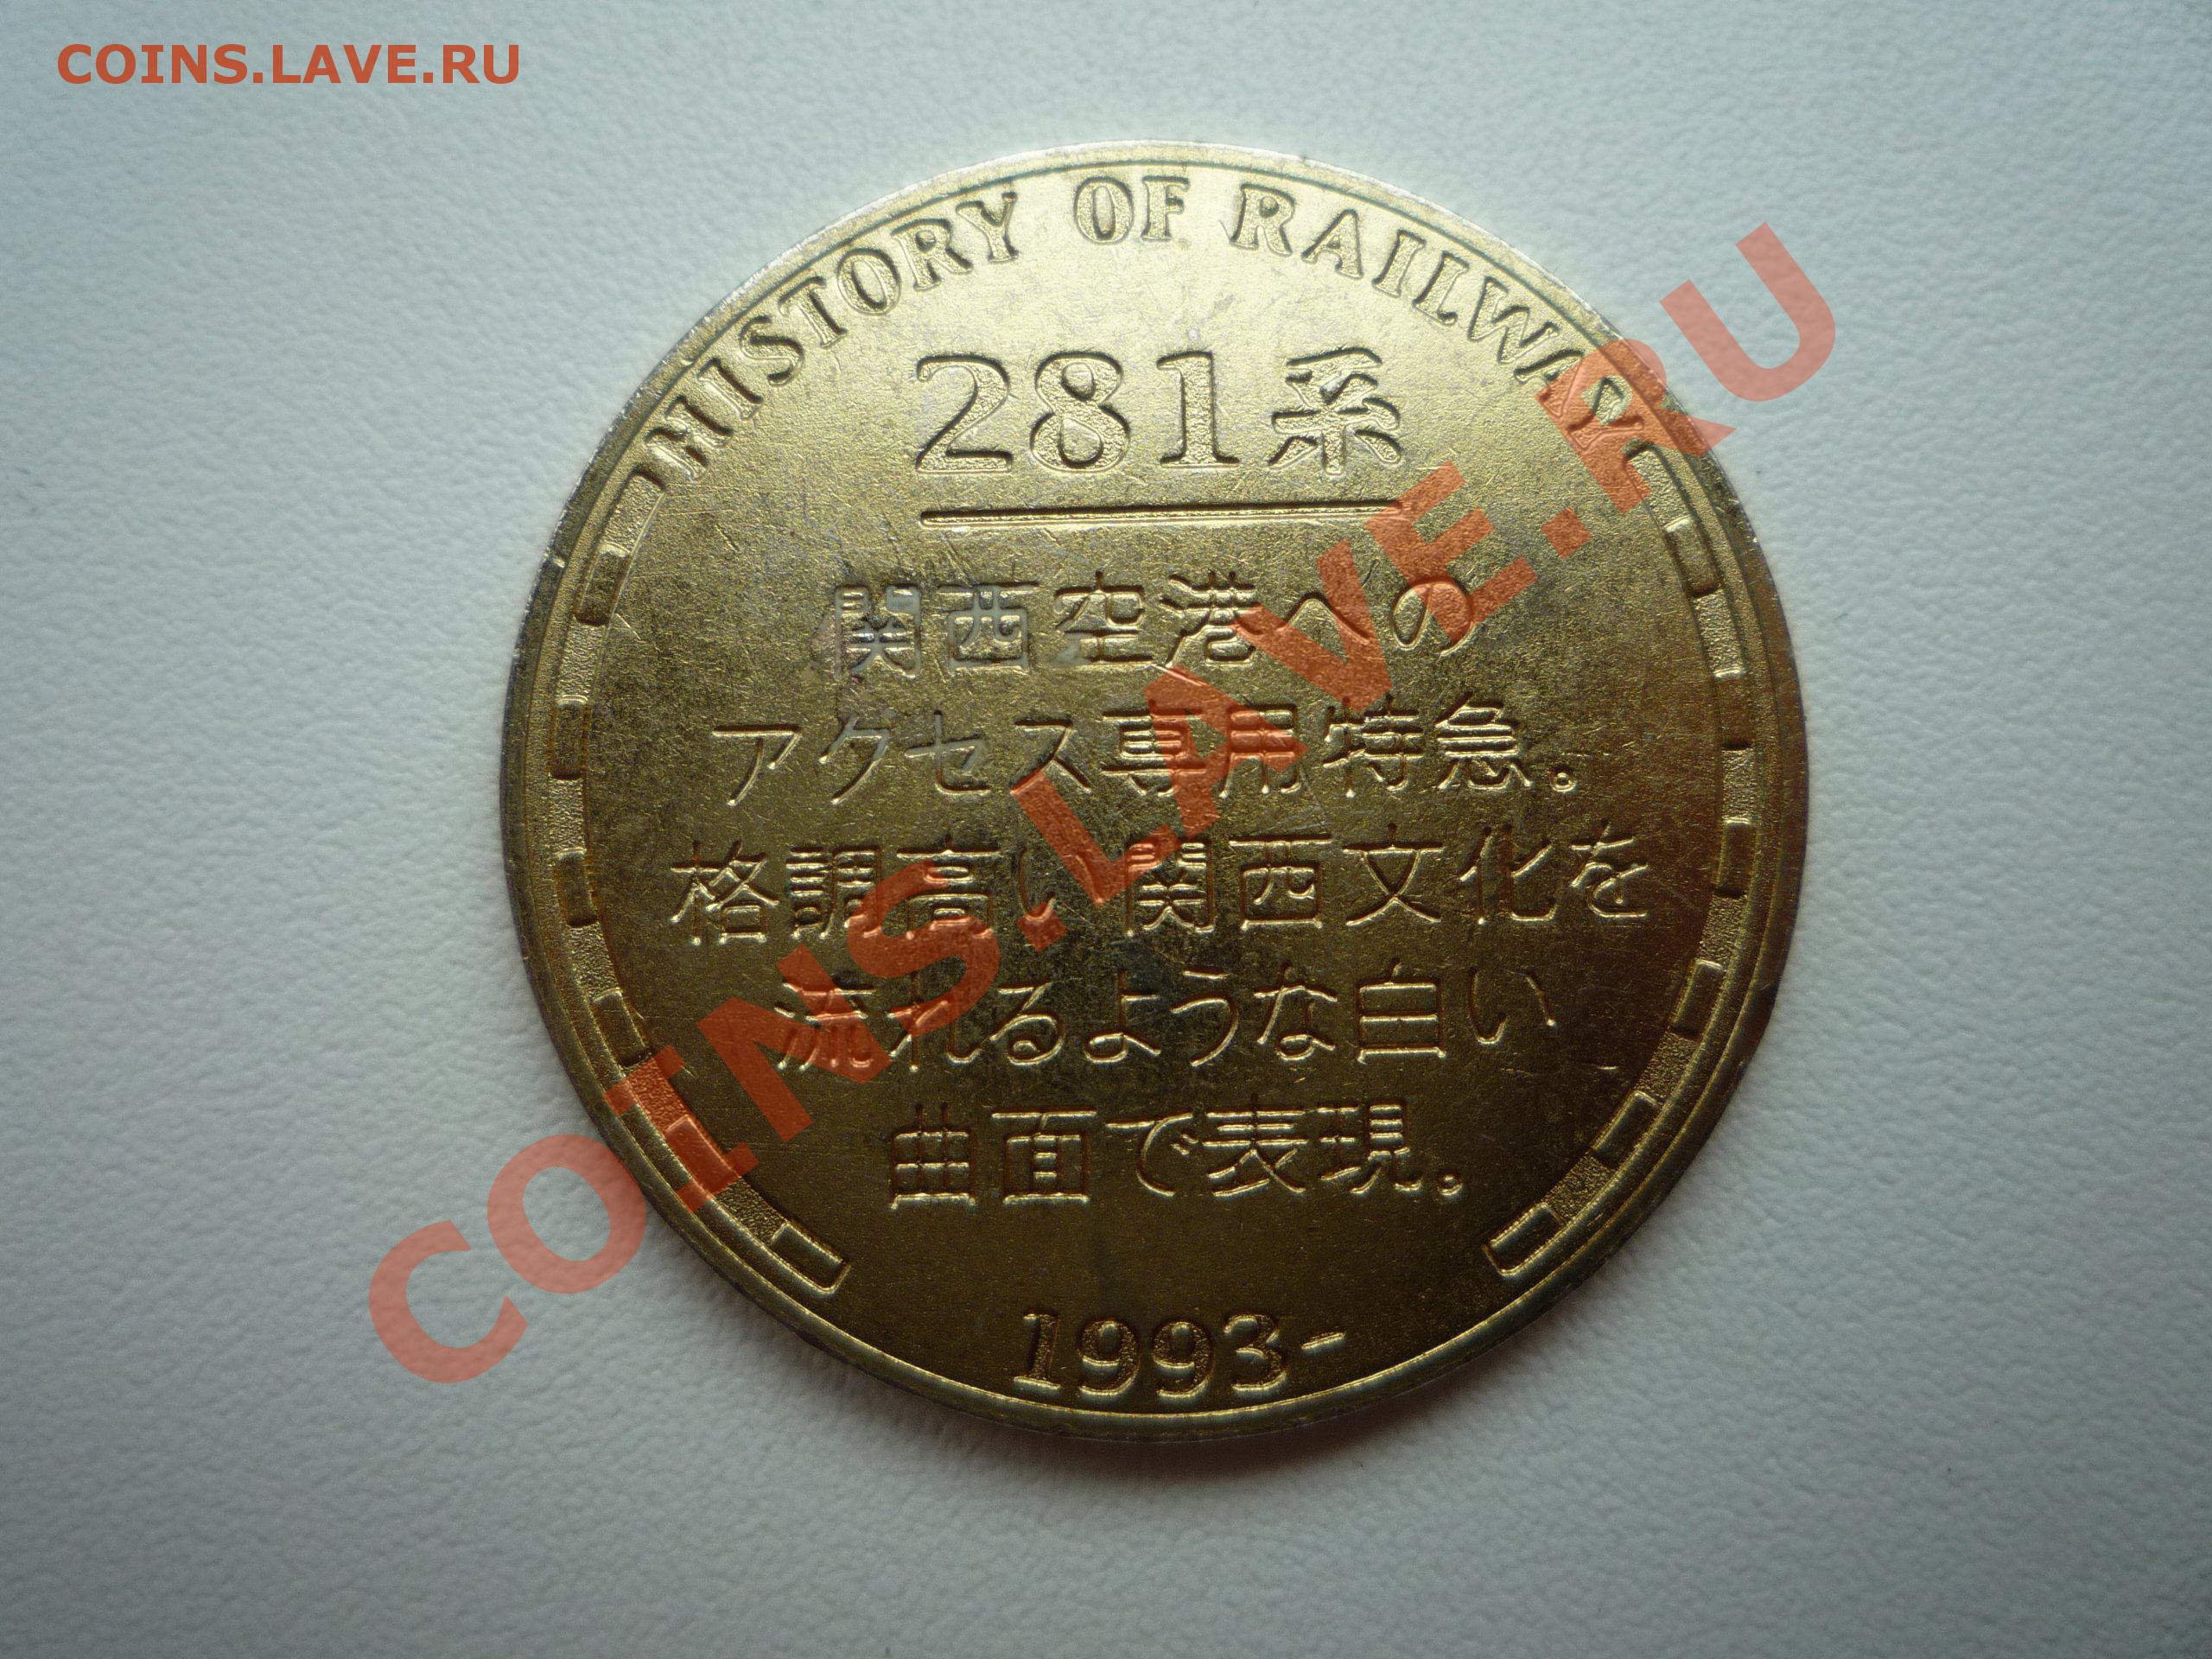 COINS.LAVE.RU
HISTORY OF RAILWAY
281系
関西空港への
アクセス専用特急。
格調高い関西文化を
流れるような白い
曲面で表現。
1993-
COINS.LAVE.RU